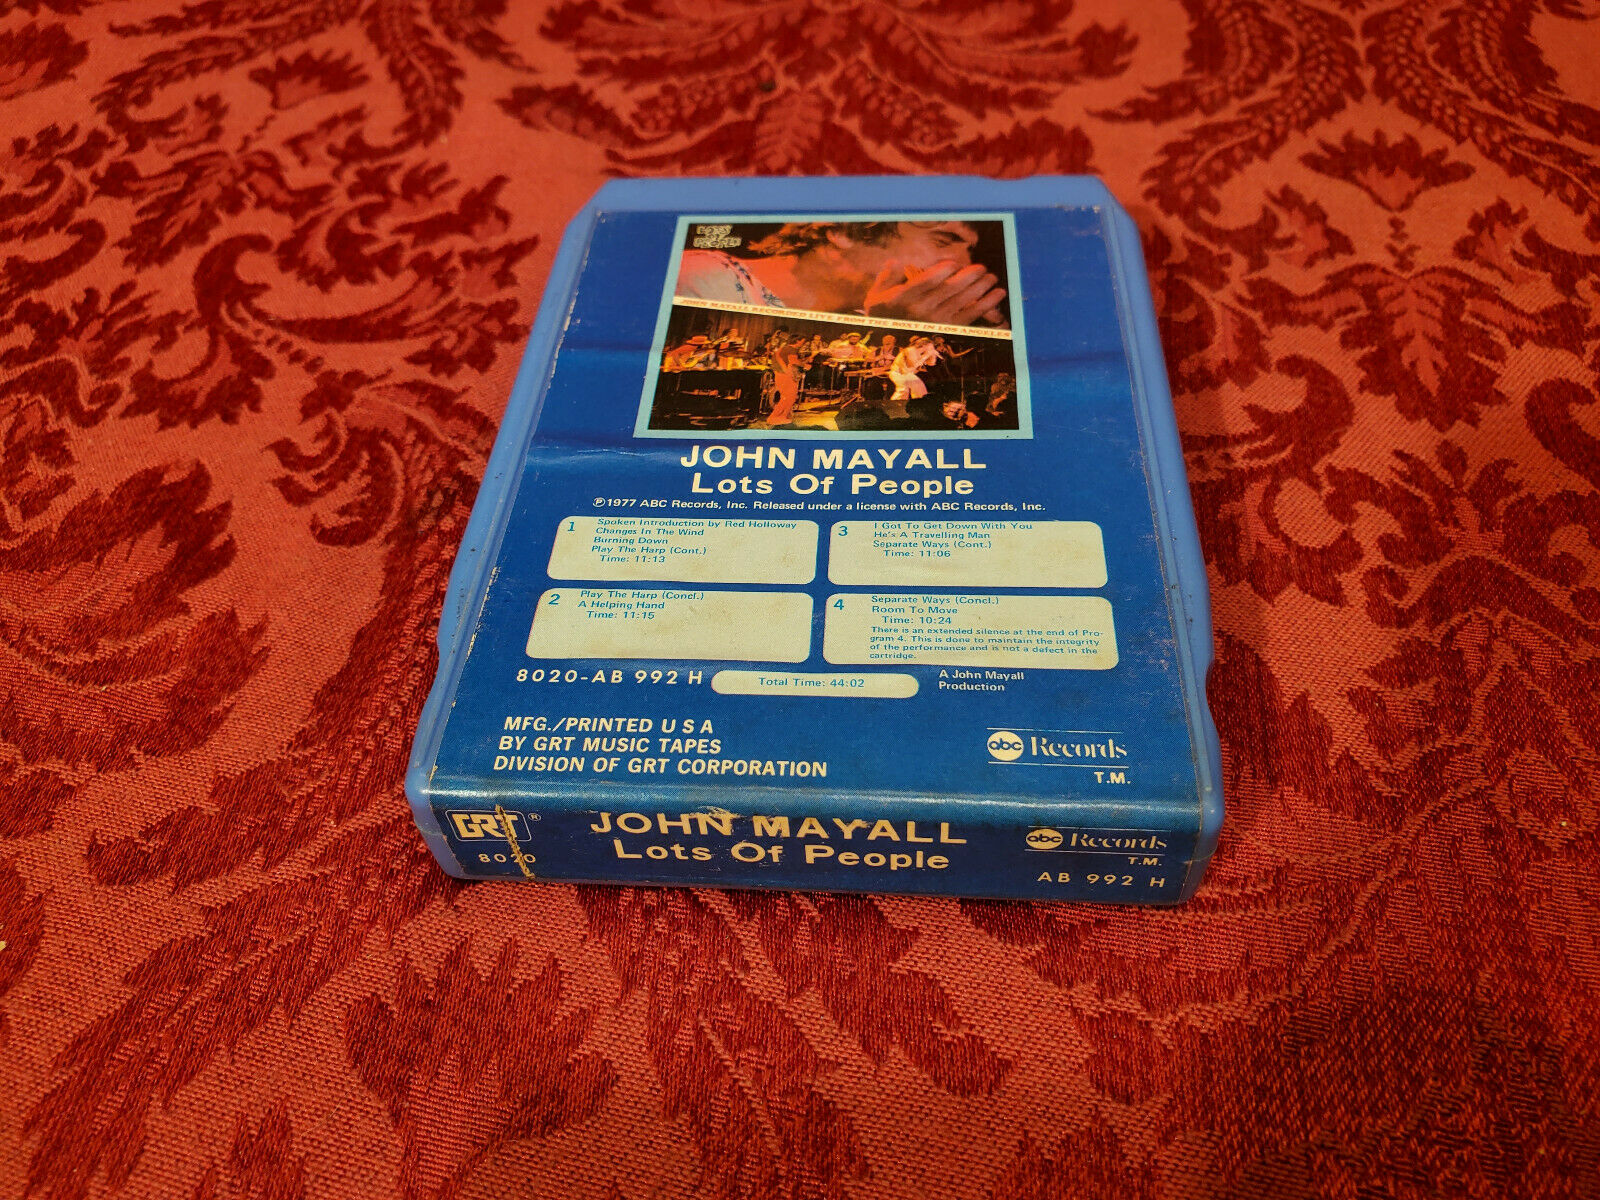 LOTS
OF
PEOPLE
JOHN MAYALL RECORDED LIVE FROM THE ROXY IN LOS ANGELES
JOHN MAYALL
Lots Of People
℗1977 ABC Records, Inc. Released under a license with ABC Records, Inc.
1
Spoken Introduction by Red Holloway
Changes In The Wind
Burning Down
Play The Harp (Cont.)
Time: 11:13
2
Play The Harp (Concl.)
A Helping Hand
Time: 11:15
3
I Got To Get Down With You
He's A Travelling Man
Separate Ways (Cont.)
Time: 11:06
4
Separate Ways (Concl.)
Room To Move
Time: 10:24
There is an extended silence at the end of Pro-
gram 4. This is done to maintain the integrity
of the performance and is not a defect in the
cartridge.
8020-AB 992 H
Total Time: 44:02
A John Mayall
Production
MFG./PRINTED U S A
BY GRT MUSIC TAPES
DIVISION OF GRT CORPORATION
abc Records
T.M.
GRT®
8020
JOHN MAYALL
Lots Of People
abc Records
T.M.
AB 992 H